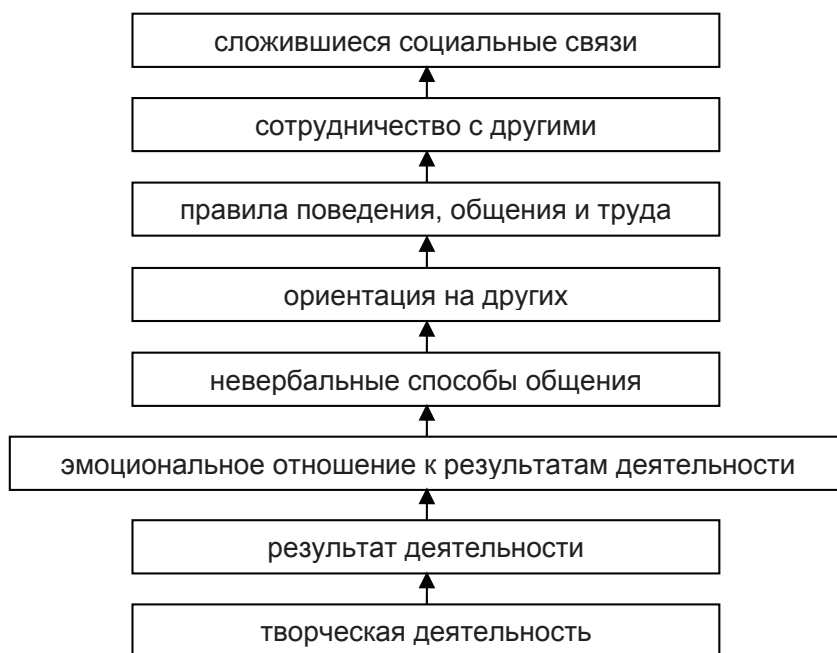 сложившиеся социальные связи
сотрудничество с другими
правила поведения, общения и труда
ориентация на других
невербальные способы общения
эмоциональное отношение к результатам деятельности
результат деятельности
творческая деятельность